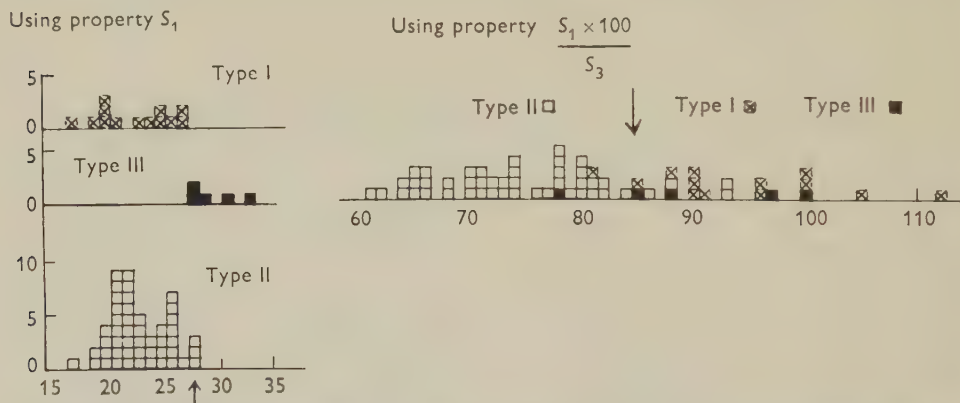 Using property S₁
Using property S₁ × 100
S₃
5
0
Type I
Type II
Type I
Type III
5
0
Type III
60 70 80 90 100 110
10
5
0
Type II
15 20 25 30 35